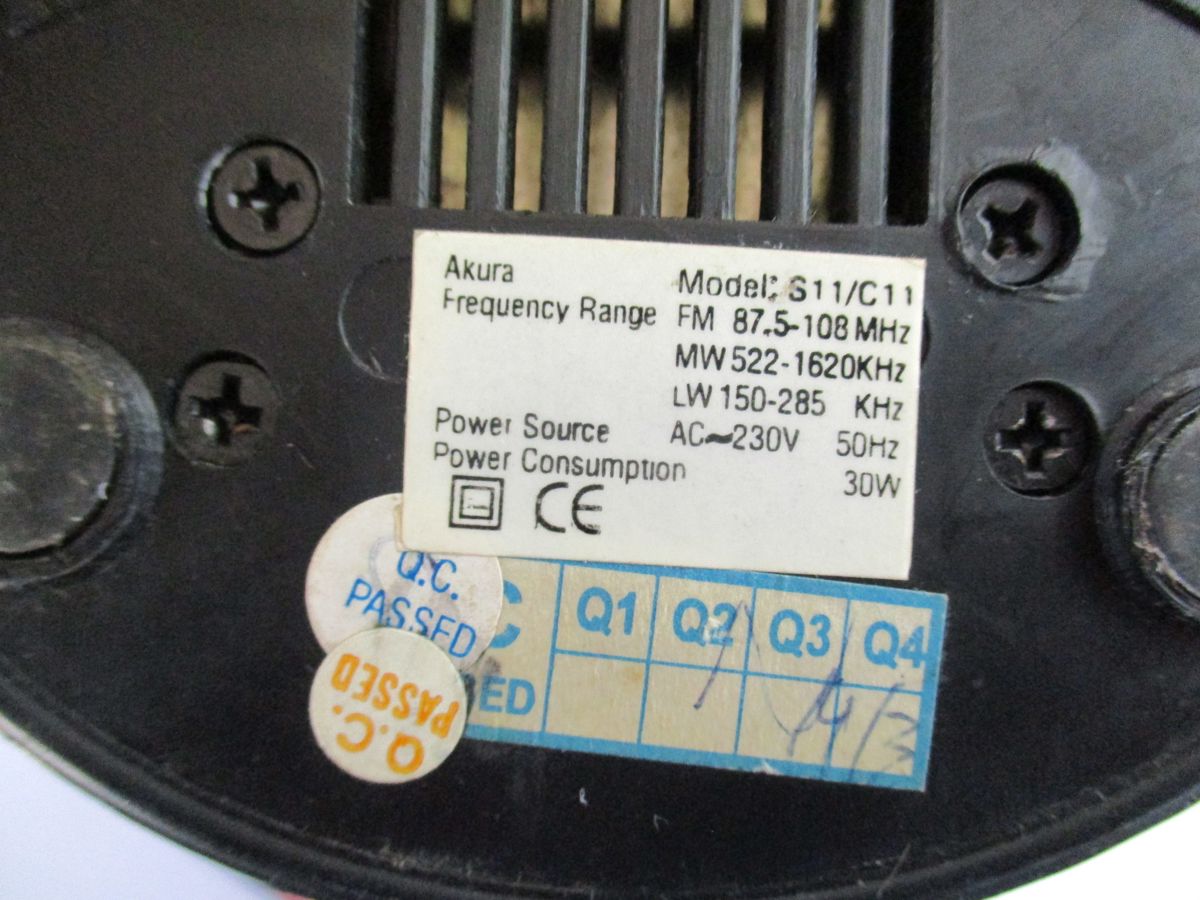 Akura Model: S11/C11
Frequency Range FM 87.5-108 MHz
MW 522-1620KHz
LW 150-285 KHz
Power Source AC~230V 50Hz
Power Consumption 30W
CE
Q.C.
PASSED
Q.C.
PASSED
C Q1 Q2 Q3 Q4
ED